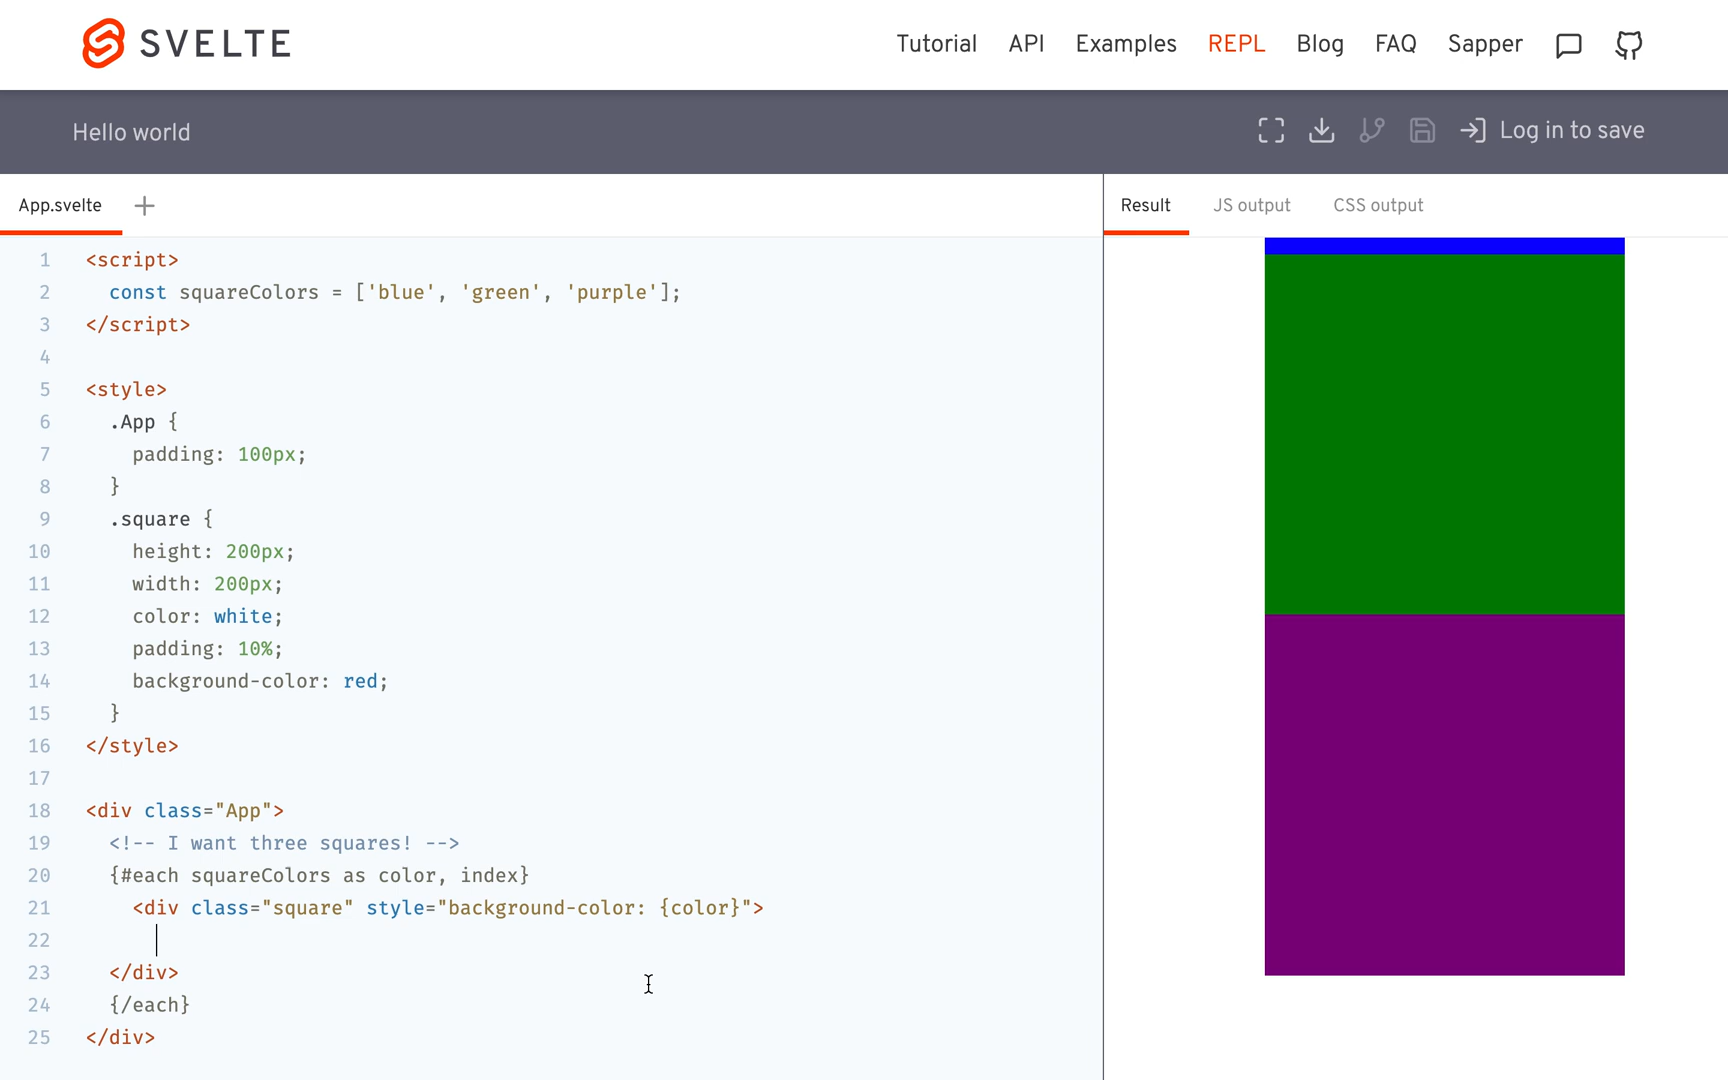 SVELTE
Tutorial API Examples REPL Blog FAQ Sapper
Hello world
Log in to save
App.svelte +
Result JS output CSS output
1 <script>
2   const squareColors = ['blue', 'green', 'purple'];
3 </script>
4
5 <style>
6   .App {
7     padding: 100px;
8   }
9   .square {
10     height: 200px;
11     width: 200px;
12     color: white;
13     padding: 10%;
14     background-color: red;
15   }
16 </style>
17
18 <div class="App">
19   <!-- I want three squares! -->
20   {#each squareColors as color, index}
21     <div class="square" style="background-color: {color}">
22
23   </div>
24   {/each}
25 </div>